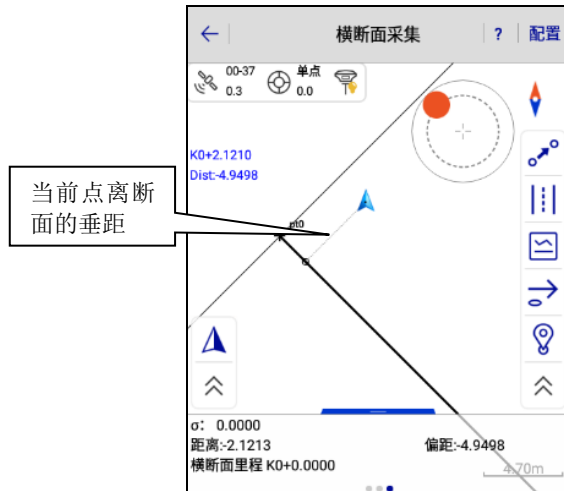 横断面采集
?
配置
00-37
0.3
单点
0.0
K0+2.1210
Dist:-4.9498
当前点离断
面的垂距
pt0
σ: 0.0000
距离:-2.1213
偏距:-4.9498
横断面里程 K0+0.0000
4.70m